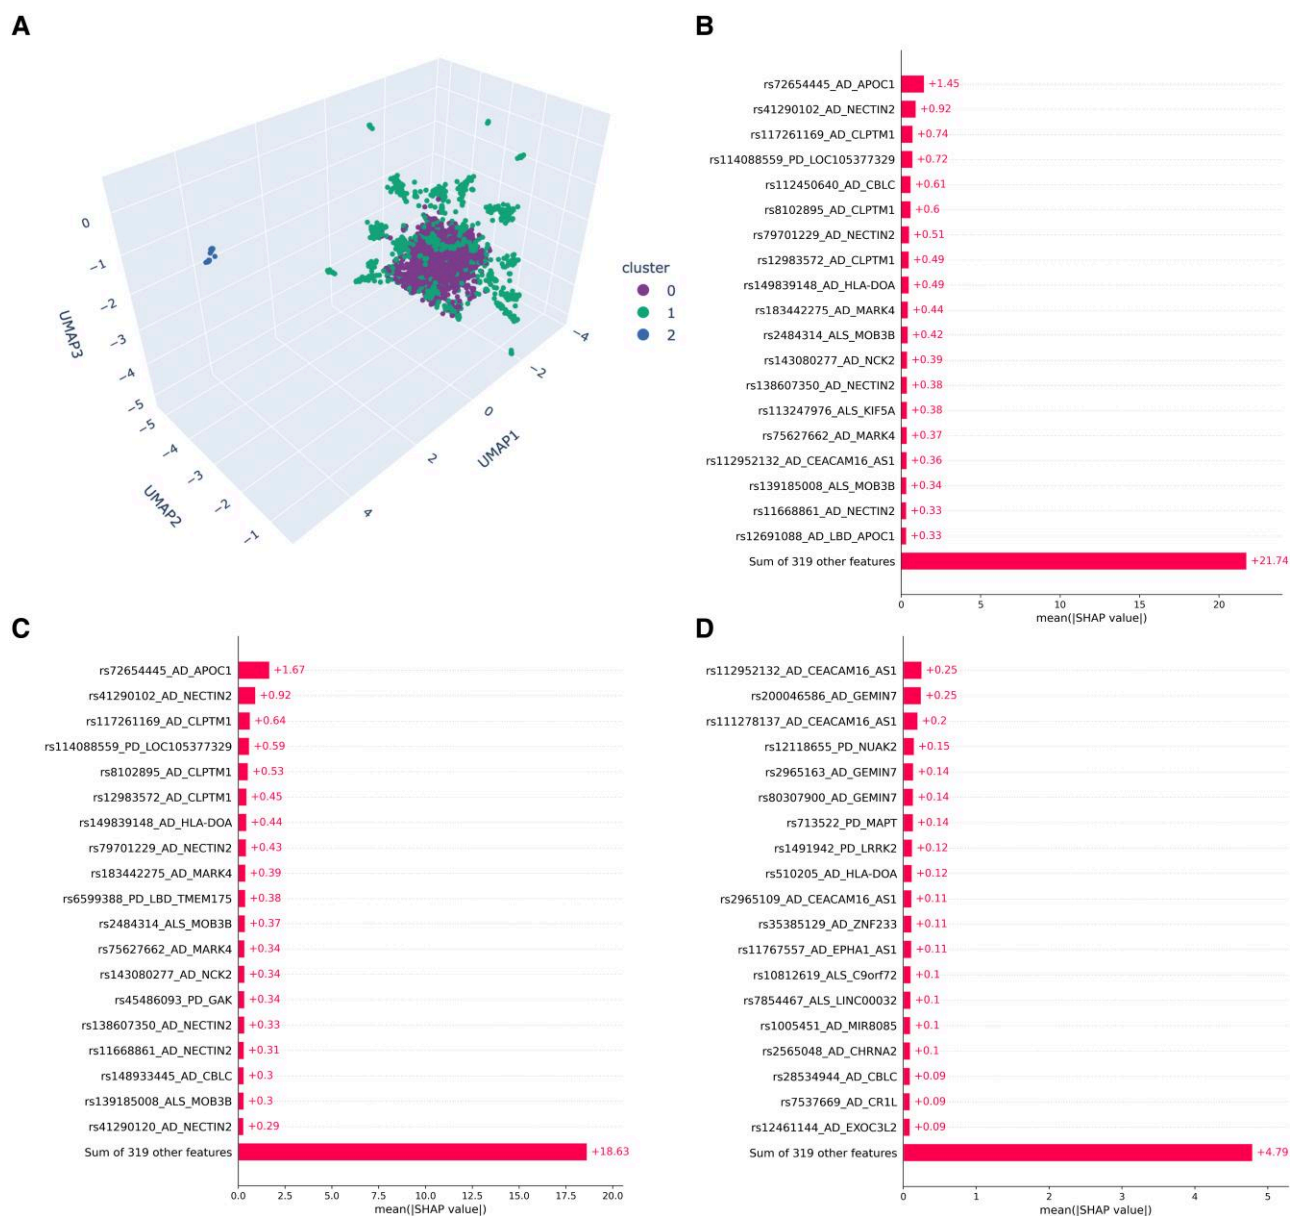 A
0
−1
−2
−3
−4
−5
UMAP3
−5
−4
−3
−2
−1
UMAP2
4
2
0
−2
−4
UMAP1
cluster
0
1
2
B
rs72654445_AD_APOC1 +1.45
rs41290102_AD_NECTIN2 +0.92
rs117261169_AD_CLPTM1 +0.74
rs114088559_PD_LOC105377329 +0.72
rs112450640_AD_CBLC +0.61
rs8102895_AD_CLPTM1 +0.6
rs79701229_AD_NECTIN2 +0.51
rs12983572_AD_CLPTM1 +0.49
rs149839148_AD_HLA-DOA +0.49
rs183442275_AD_MARK4 +0.44
rs2484314_ALS_MOB3B +0.42
rs143080277_AD_NCK2 +0.39
rs138607350_AD_NECTIN2 +0.38
rs113247976_ALS_KIF5A +0.38
rs75627662_AD_MARK4 +0.37
rs112952132_AD_CEACAM16_AS1 +0.36
rs139185008_ALS_MOB3B +0.34
rs11668861_AD_NECTIN2 +0.33
rs12691088_AD_LBD_APOC1 +0.33
Sum of 319 other features +21.74
0 5 10 15 20
mean(|SHAP value|)
C
rs72654445_AD_APOC1 +1.67
rs41290102_AD_NECTIN2 +0.92
rs117261169_AD_CLPTM1 +0.64
rs114088559_PD_LOC105377329 +0.59
rs8102895_AD_CLPTM1 +0.53
rs12983572_AD_CLPTM1 +0.45
rs149839148_AD_HLA-DOA +0.44
rs79701229_AD_NECTIN2 +0.43
rs183442275_AD_MARK4 +0.39
rs6599388_PD_LBD_TMEM175 +0.38
rs2484314_ALS_MOB3B +0.37
rs75627662_AD_MARK4 +0.34
rs143080277_AD_NCK2 +0.34
rs45486093_PD_GAK +0.34
rs138607350_AD_NECTIN2 +0.33
rs11668861_AD_NECTIN2 +0.31
rs148933445_AD_CBLC +0.3
rs139185008_ALS_MOB3B +0.3
rs41290120_AD_NECTIN2 +0.29
Sum of 319 other features +18.63
0.0 2.5 5.0 7.5 10.0 12.5 15.0 17.5 20.0
mean(|SHAP value|)
D
rs112952132_AD_CEACAM16_AS1 +0.25
rs200046586_AD_GEMIN7 +0.25
rs111278137_AD_CEACAM16_AS1 +0.2
rs12118655_PD_NUAK2 +0.15
rs2965163_AD_GEMIN7 +0.14
rs80307900_AD_GEMIN7 +0.14
rs713522_PD_MAPT +0.14
rs1491942_PD_LRRK2 +0.12
rs510205_AD_HLA-DOA +0.12
rs2965109_AD_CEACAM16_AS1 +0.11
rs35385129_AD_ZNF233 +0.11
rs11767557_AD_EPHA1_AS1 +0.11
rs10812619_ALS_C9orf72 +0.1
rs7854467_ALS_LINC00032 +0.1
rs1005451_AD_MIR8085 +0.1
rs2565048_AD_CHRNA2 +0.1
rs28534944_AD_CBLC +0.09
rs7537669_AD_CR1L +0.09
rs12461144_AD_EXOC3L2 +0.09
Sum of 319 other features +4.79
0 1 2 3 4 5
mean(|SHAP value|)